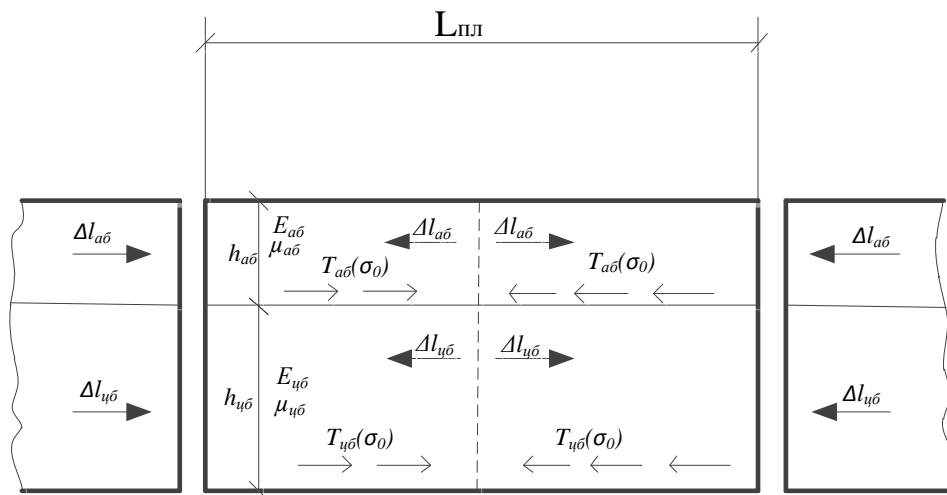 Lпл
Δlаб
Eаб
μаб
Δlаб
Δlаб
Δlаб
hаб
Tаб(σ0)
Tаб(σ0)
Δlцб
Δlцб
Δlцб
Eцб
μцб
hцб
Δlцб
Tцб(σ0)
Tцб(σ0)